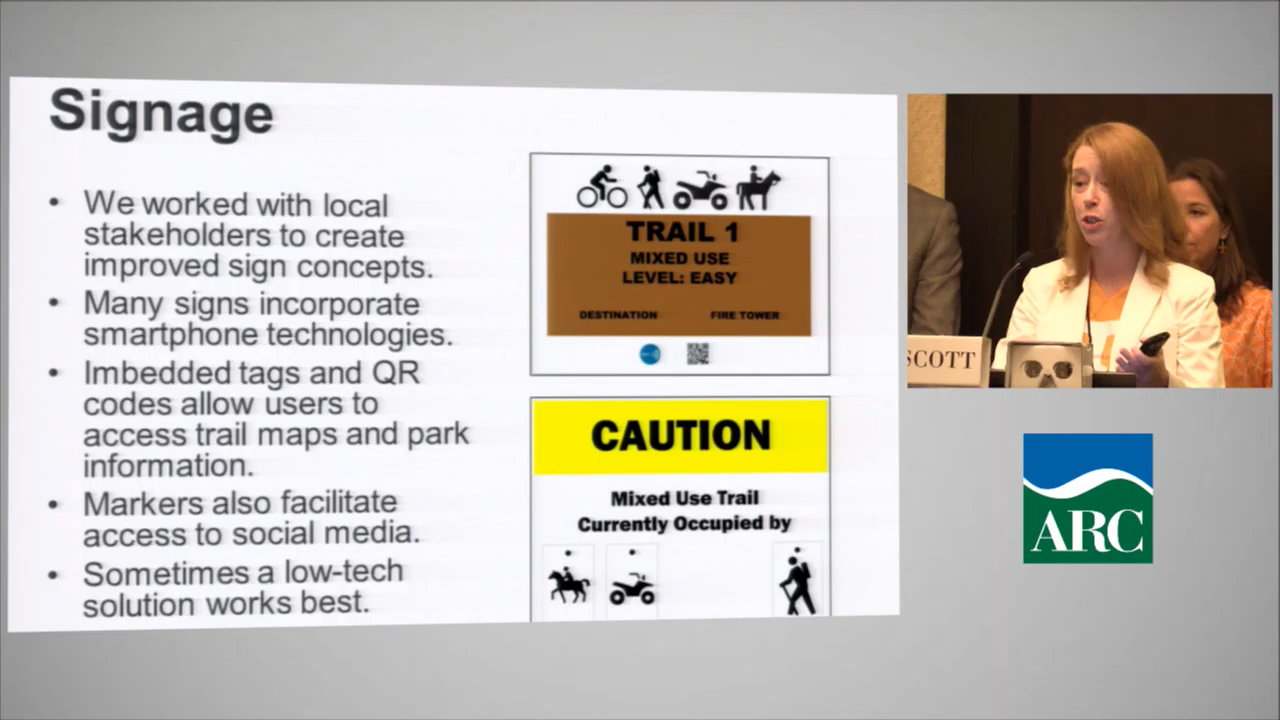 Signage
• We worked with local
stakeholders to create
improved sign concepts.
• Many signs incorporate
smartphone technologies.
• Imbedded tags and QR
codes allow users to
access trail maps and park
information.
• Markers also facilitate
access to social media.
• Sometimes a low-tech
solution works best.
TRAIL 1
MIXED USE
LEVEL: EASY
DESTINATION FIRE TOWER
CAUTION
Mixed Use Trail
Currently Occupied by
SCOTT
ARC